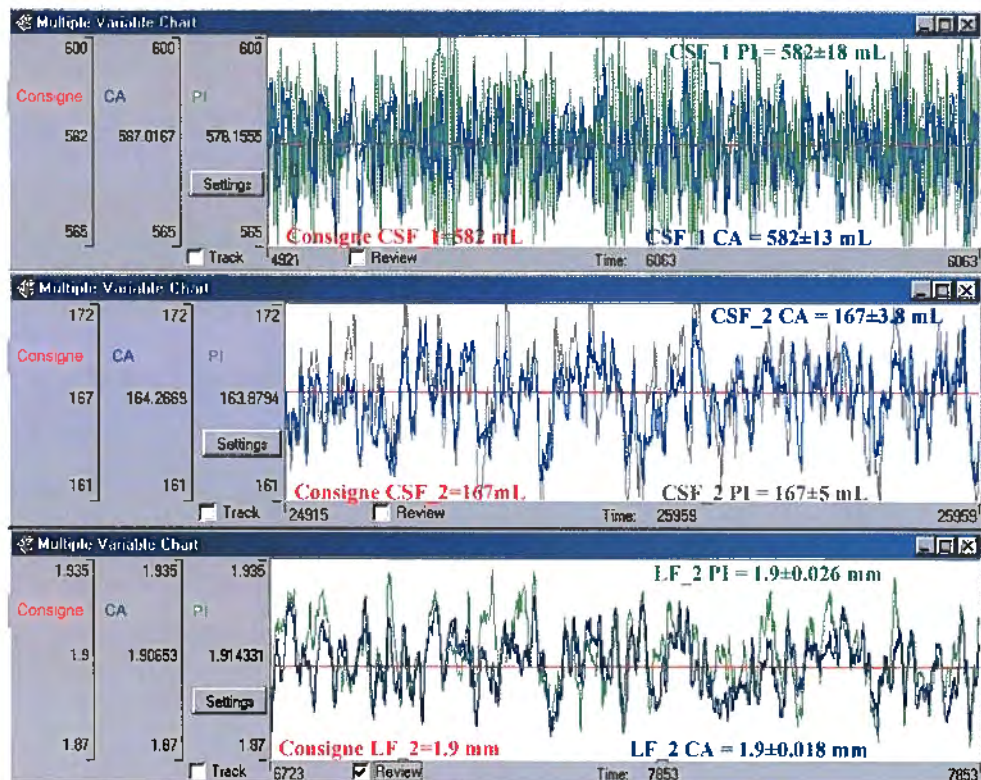 Multiple Variable Chart
600 600 600 CSF_1 PI = 582±18 mL
Consigne CA PI
582 587.0167 578.1555
Settings
565 565 565 Consigne CSF_1=582 mL CSF_1 CA = 582±13 mL
Track 4921 Review Time: 6063 6063
Multiple Variable Chart
172 172 172 CSF_2 CA = 167±3.8 mL
Consigne CA PI
167 164.2669 163.8794
Settings
161 161 161 Consigne CSF_2=167mL CSF_2 PI = 167±5 mL
Track 24915 Review Time: 25959 25959
Multiple Variable Chart
1.935 1.935 1.935 LF_2 PI = 1.9±0.026 mm
Consigne CA PI
1.9 1.90653 1.914331
Settings
1.87 1.87 1.87 Consigne LF_2=1.9 mm LF_2 CA = 1.9±0.018 mm
Track 6723 Review Time: 7853 7853